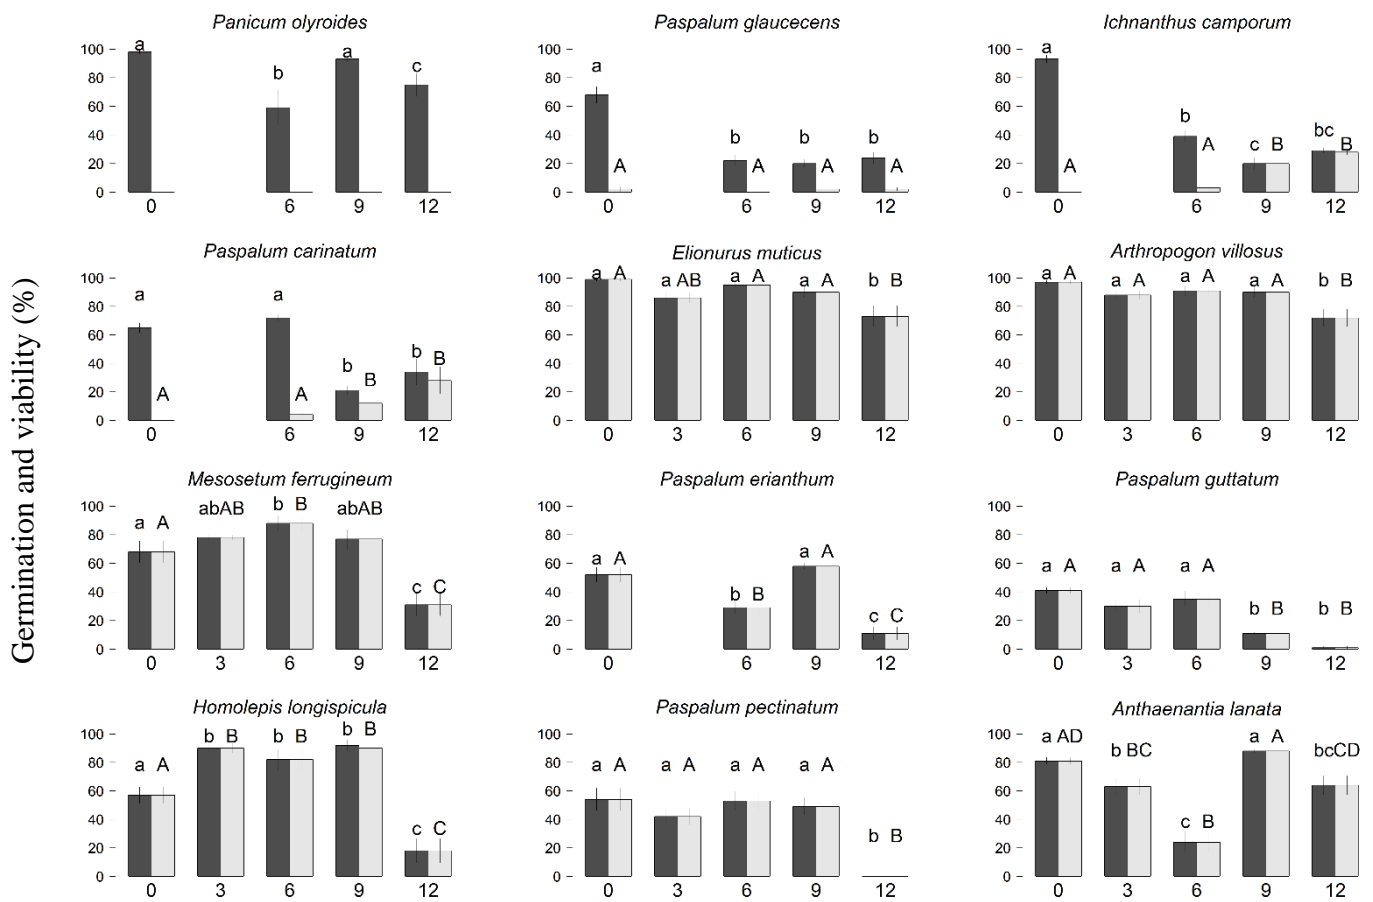 Germination and viability (%)
Panicum olyroides
100
80
60
40
20
0
a
b
a
c
0 6 9 12
Paspalum glaucecens
100
80
60
40
20
0
a
A
b
A
b
A
b
A
0 6 9 12
Ichnanthus camporum
100
80
60
40
20
0
a
A
b
A
c B
bc
B
0 6 9 12
Paspalum carinatum
100
80
60
40
20
0
a
A
a
A
b
B
b
B
0 6 9 12
Elionurus muticus
100
80
60
40
20
0
a A a AB a A a A b B
0 3 6 9 12
Arthropogon villosus
100
80
60
40
20
0
a A a A a A a A b B
0 3 6 9 12
Mesosetum ferrugineum
100
80
60
40
20
0
a A abAB b B abAB c C
0 3 6 9 12
Paspalum erianthum
100
80
60
40
20
0
a A b B a A c C
0 6 9 12
Paspalum guttatum
100
80
60
40
20
0
a A a A a A b B b B
0 3 6 9 12
Homolepis longispicula
100
80
60
40
20
0
a A b B b B b B c C
0 3 6 9 12
Paspalum pectinatum
100
80
60
40
20
0
a A a A a A a A b B
0 3 6 9 12
Anthaenantia lanata
100
80
60
40
20
0
a AD b BC c B a A bcCD
0 3 6 9 12